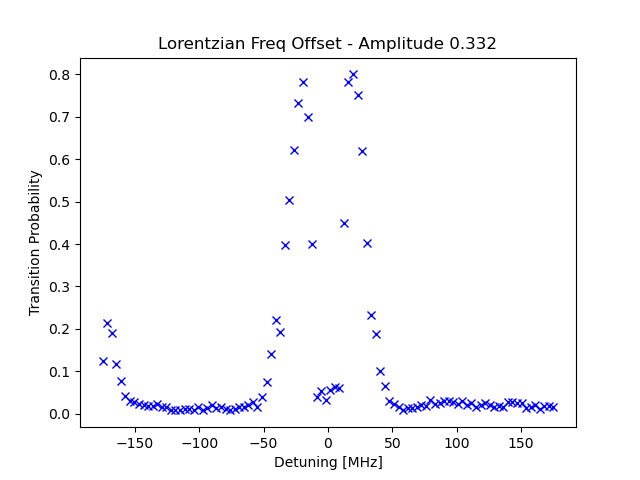 Lorentzian Freq Offset - Amplitude 0.332
0.8
0.7
0.6
0.5
0.4
0.3
0.2
0.1
0.0
Transition Probability
−150 −100 −50 0 50 100 150
Detuning [MHz]